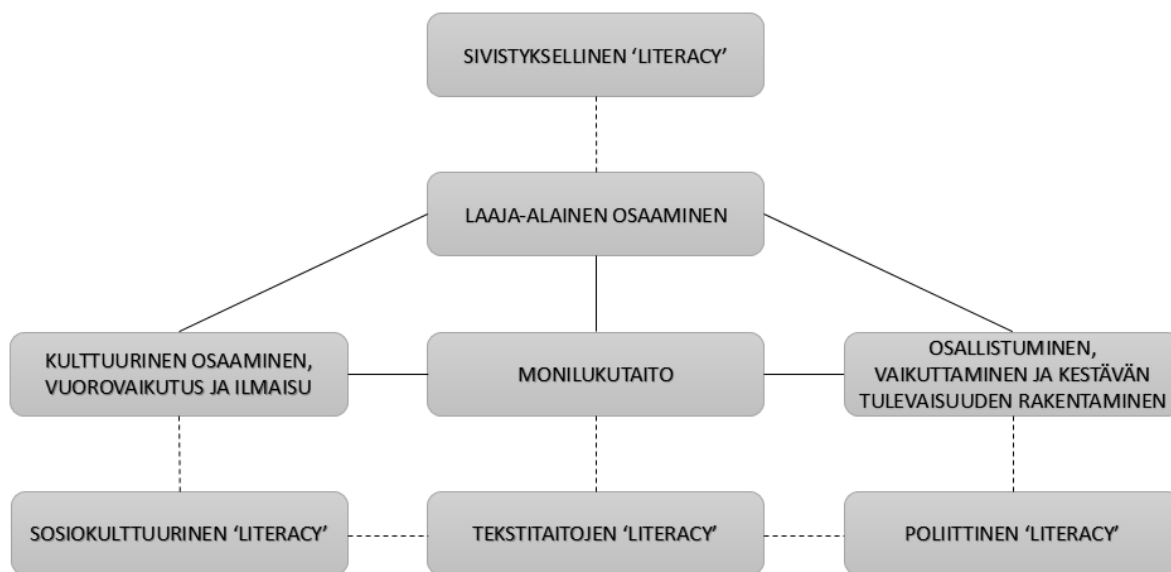 SIVISTYKSELLINEN ‘LITERACY’
LAAJA-ALAINEN OSAAMINEN
KULTTUURINEN OSAAMINEN,
VUOROVAIKUTUS JA ILMAISU
MONILUKUTAITO
OSALLISTUMINEN,
VAIKUTTAMINEN JA KESTÄVÄN
TULEVAISUUDEN RAKENTAMINEN
SOSIOKULTTUURINEN ‘LITERACY’
TEKSTITAITOJEN ‘LITERACY’
POLIITTINEN ‘LITERACY’